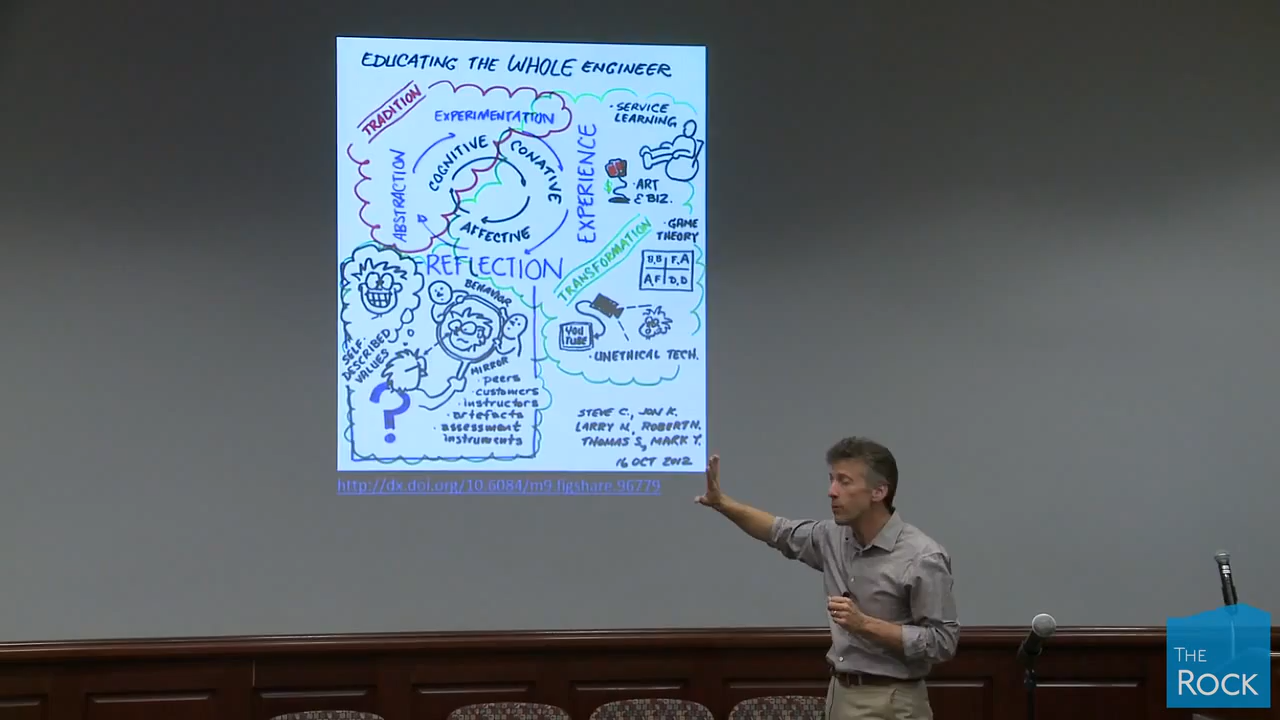 EDUCATING THE WHOLE ENGINEER
TRADITION
EXPERIMENTATION
ABSTRACTION
COGNITIVE
CONATIVE
AFFECTIVE
EXPERIENCE
REFLECTION
· SERVICE
LEARNING
$
· ART
& BIZ.
· GAME
THEORY
B,B F,A
A,F D,D
TRANSFORMATION
YOU
TUBE
· UNETHICAL TECH.
SELF-
DESCRIBED
VALUES
BEHAVIOR
MIRROR
· peers
· customers
· instructors
· artefacts
· assessment
instruments
?
STEVE C., JON K.
LARRY N., ROBERT N.
THOMAS S., MARK Y.
16 OCT 2012
http://dx.doi.org/10.6084/m9.figshare.96779
THE
ROCK